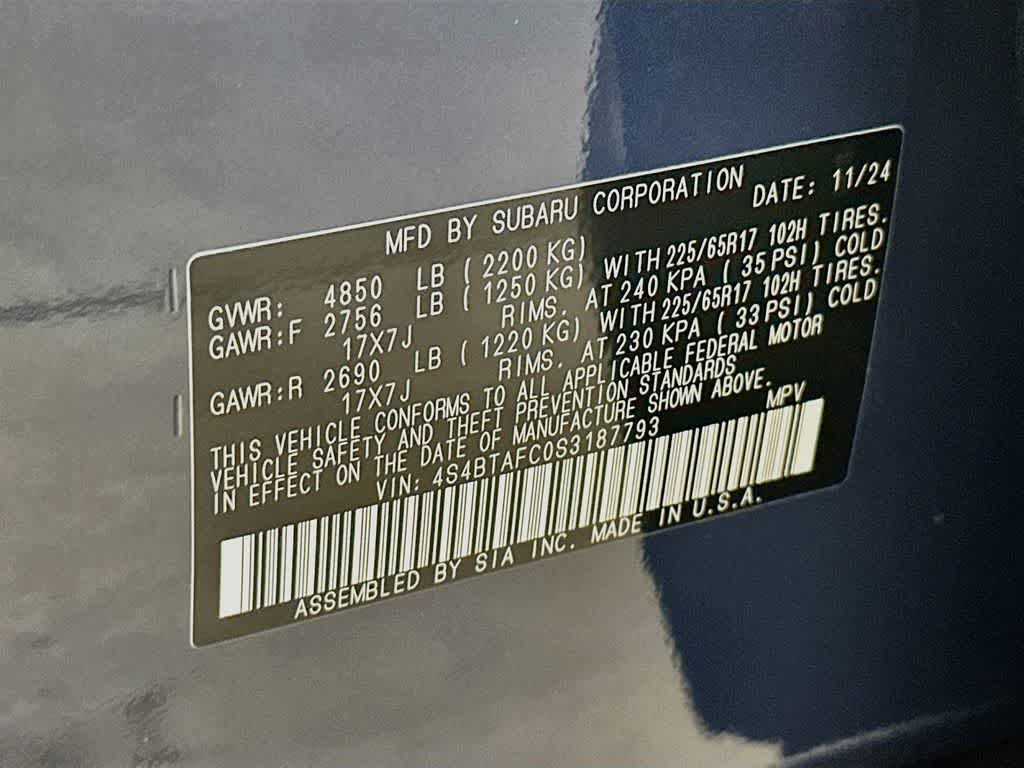 MFD BY SUBARU CORPORATION DATE: 11/24
GVWR: 4850 LB ( 2200 KG)
GAWR:F 2756 LB ( 1250 KG) WITH 225/65R17 102H TIRES.
17X7J RIMS. AT 240 KPA ( 35 PSI) COLD
GAWR:R 2690 LB ( 1220 KG) WITH 225/65R17 102H TIRES.
17X7J RIMS. AT 230 KPA ( 33 PSI) COLD
THIS VEHICLE CONFORMS TO ALL APPLICABLE FEDERAL MOTOR
VEHICLE SAFETY AND THEFT PREVENTION STANDARDS
IN EFFECT ON THE DATE OF MANUFACTURE SHOWN ABOVE.
VIN: 4S4BTAFC0S3187793 MPV
ASSEMBLED BY SIA INC. MADE IN U.S.A.